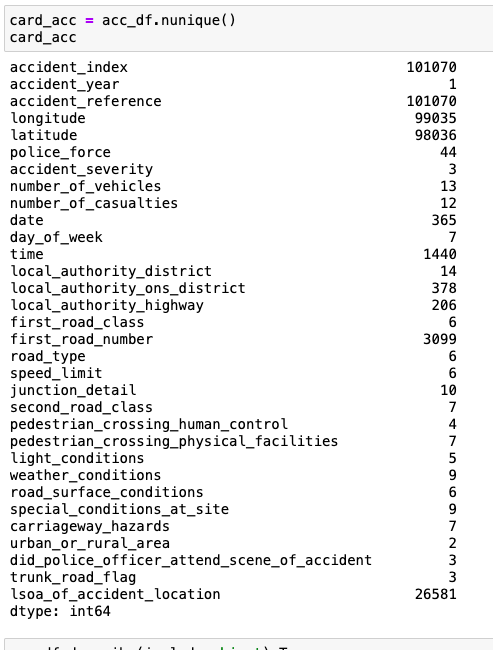 card_acc = acc_df.nunique()
card_acc
accident_index 101070
accident_year 1
accident_reference 101070
longitude 99035
latitude 98036
police_force 44
accident_severity 3
number_of_vehicles 13
number_of_casualties 12
date 365
day_of_week 7
time 1440
local_authority_district 14
local_authority_ons_district 378
local_authority_highway 206
first_road_class 6
first_road_number 3099
road_type 6
speed_limit 6
junction_detail 10
second_road_class 7
pedestrian_crossing_human_control 4
pedestrian_crossing_physical_facilities 7
light_conditions 5
weather_conditions 9
road_surface_conditions 6
special_conditions_at_site 9
carriageway_hazards 7
urban_or_rural_area 2
did_police_officer_attend_scene_of_accident 3
trunk_road_flag 3
lsoa_of_accident_location 26581
dtype: int64